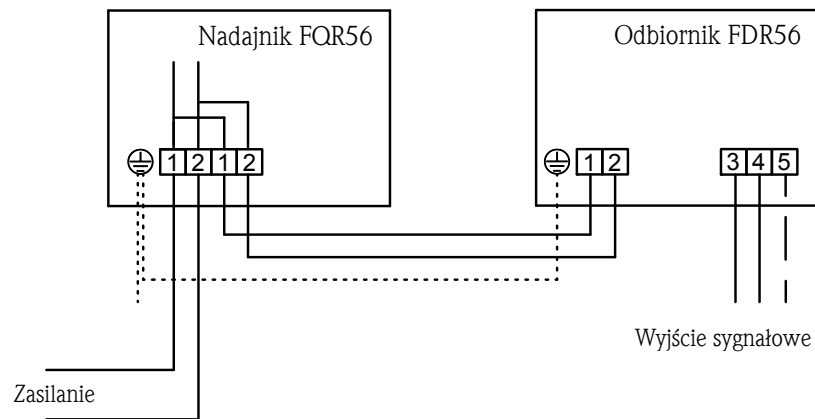 Nadajnik FQR56
Odbiornik FDR56
1 2 1 2
1 2
3 4 5
Wyjście sygnałowe
Zasilanie